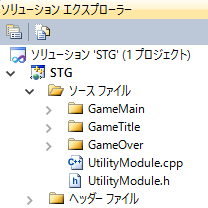 ソリューション エクスプローラー
ソリューション 'STG' (1 プロジェクト)
STG
ソース ファイル
GameMain
GameTitle
GameOver
UtilityModule.cpp
UtilityModule.h
ヘッダー ファイル